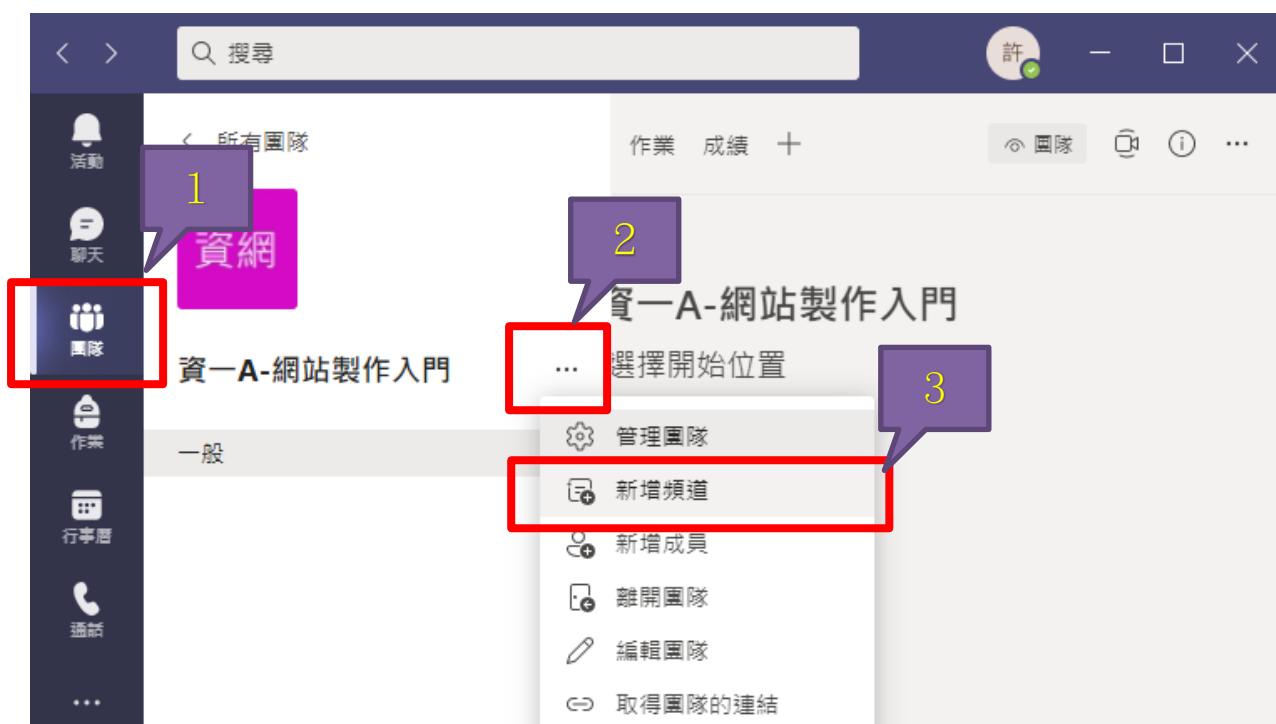 搜尋
許
活動
聊天
團隊
作業
行事曆
通話
所有團隊
資網
資一A-網站製作入門
一般
作業 成績
團隊
資一A-網站製作入門
選擇開始位置
管理團隊
新增頻道
新增成員
離開團隊
編輯團隊
取得團隊的連結
1
2
3